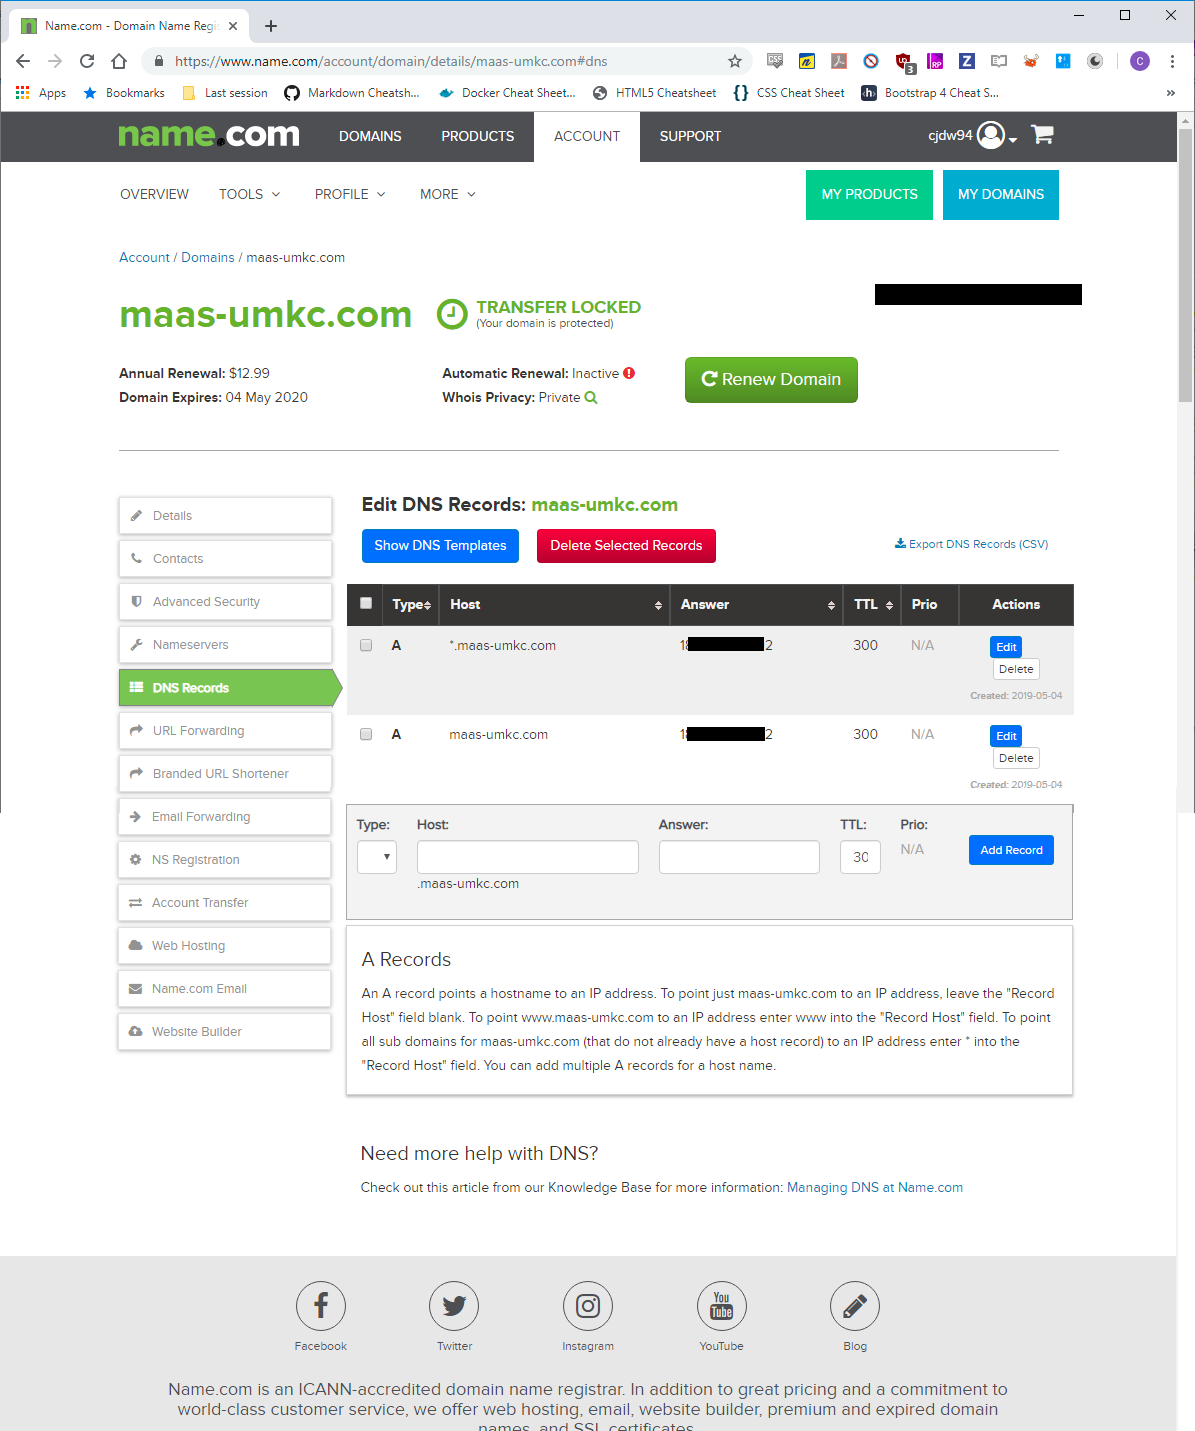 Name.com - Domain Name Regi
https://www.name.com/account/domain/details/maas-umkc.com#dns
Apps Bookmarks Last session Markdown Cheatsh... Docker Cheat Sheet... HTML5 Cheatsheet CSS Cheat Sheet Bootstrap 4 Cheat S... »
name.com DOMAINS PRODUCTS ACCOUNT SUPPORT cjdw94
OVERVIEW TOOLS PROFILE MORE MY PRODUCTS MY DOMAINS
Account / Domains / maas-umkc.com
maas-umkc.com TRANSFER LOCKED
(Your domain is protected)
Annual Renewal: $12.99 Automatic Renewal: Inactive Renew Domain
Domain Expires: 04 May 2020 Whois Privacy: Private
Details
Contacts
Advanced Security
Nameservers
DNS Records
URL Forwarding
Branded URL Shortener
Email Forwarding
NS Registration
Account Transfer
Web Hosting
Name.com Email
Website Builder
Edit DNS Records: maas-umkc.com
Show DNS Templates Delete Selected Records Export DNS Records (CSV)
Type Host Answer TTL Prio Actions
A *.maas-umkc.com 2 300 N/A Edit
Delete
Created: 2019-05-04
A maas-umkc.com 2 300 N/A Edit
Delete
Created: 2019-05-04
Type: Host: Answer: TTL: Prio:
30 N/A Add Record
.maas-umkc.com
A Records
An A record points a hostname to an IP address. To point just maas-umkc.com to an IP address, leave the "Record
Host" field blank. To point www.maas-umkc.com to an IP address enter www into the "Record Host" field. To point
all sub domains for maas-umkc.com (that do not already have a host record) to an IP address enter * into the
"Record Host" field. You can add multiple A records for a host name.
Need more help with DNS?
Check out this article from our Knowledge Base for more information: Managing DNS at Name.com
Facebook Twitter Instagram YouTube Blog
Name.com is an ICANN-accredited domain name registrar. In addition to great pricing and a commitment to
world-class customer service, we offer web hosting, email, website builder, premium and expired domain
names, and SSL certificates.